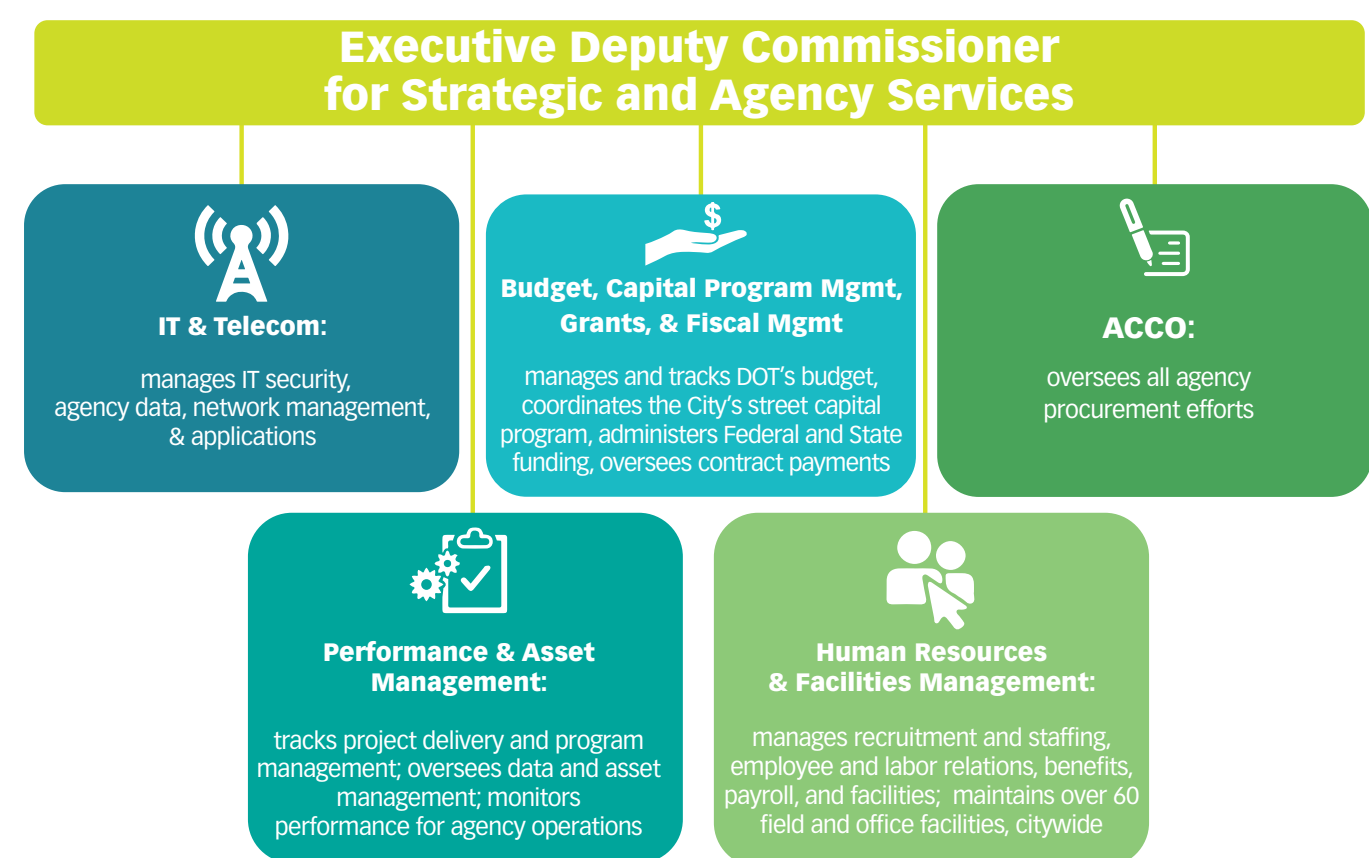 Executive Deputy Commissioner
for Strategic and Agency Services
IT & Telecom:
manages IT security,
agency data, network management,
& applications
$
Budget, Capital Program Mgmt,
Grants, & Fiscal Mgmt
manages and tracks DOT's budget,
coordinates the City's street capital
program, administers Federal and State
funding, oversees contract payments
ACCO:
oversees all agency
procurement efforts
Performance & Asset
Management:
tracks project delivery and program
management; oversees data and asset
management; monitors
performance for agency operations
Human Resources
& Facilities Management:
manages recruitment and staffing,
employee and labor relations, benefits,
payroll, and facilities; maintains over 60
field and office facilities, citywide